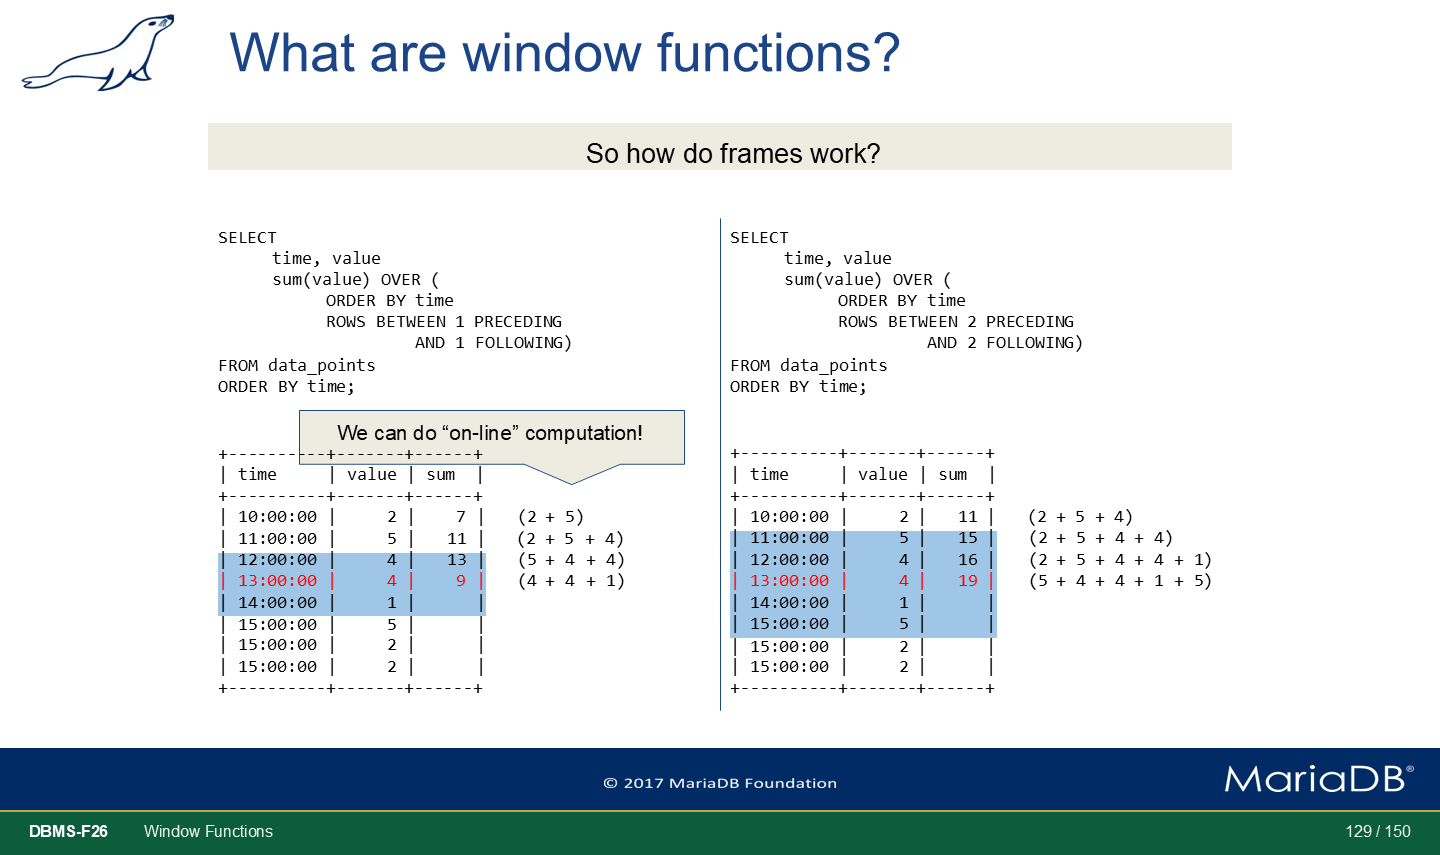 What are window functions?
So how do frames work?
SELECT
time, value
sum(value) OVER (
ORDER BY time
ROWS BETWEEN 1 PRECEDING
AND 1 FOLLOWING)
FROM data_points
ORDER BY time;
We can do “on-line” computation!
+----------+-------+------+
| time     | value | sum  |
+----------+-------+------+
| 10:00:00 |     2 |    7 |   (2 + 5)
| 11:00:00 |     5 |   11 |   (2 + 5 + 4)
| 12:00:00 |     4 |   13 |   (5 + 4 + 4)
| 13:00:00 |     4 |    9 |   (4 + 4 + 1)
| 14:00:00 |     1 |      |
| 15:00:00 |     5 |      |
| 15:00:00 |     2 |      |
| 15:00:00 |     2 |      |
+----------+-------+------+
SELECT
time, value
sum(value) OVER (
ORDER BY time
ROWS BETWEEN 2 PRECEDING
AND 2 FOLLOWING)
FROM data_points
ORDER BY time;
+----------+-------+------+
| time     | value | sum  |
+----------+-------+------+
| 10:00:00 |     2 |   11 |   (2 + 5 + 4)
| 11:00:00 |     5 |   15 |   (2 + 5 + 4 + 4)
| 12:00:00 |     4 |   16 |   (2 + 5 + 4 + 4 + 1)
| 13:00:00 |     4 |   19 |   (5 + 4 + 4 + 1 + 5)
| 14:00:00 |     1 |      |
| 15:00:00 |     5 |      |
| 15:00:00 |     2 |      |
| 15:00:00 |     2 |      |
+----------+-------+------+
© 2017 MariaDB Foundation
MariaDB®
DBMS-F26 Window Functions 129 / 150